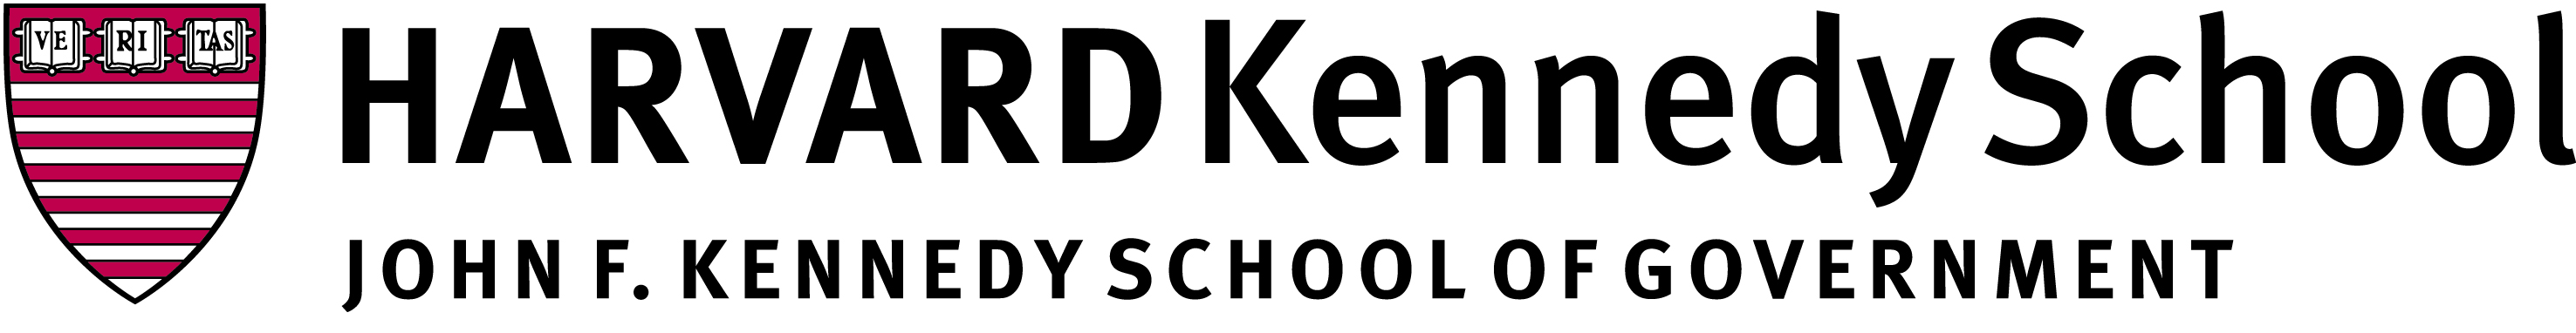 VE RI TAS
HARVARD Kennedy School
JOHN F. KENNEDY SCHOOL OF GOVERNMENT